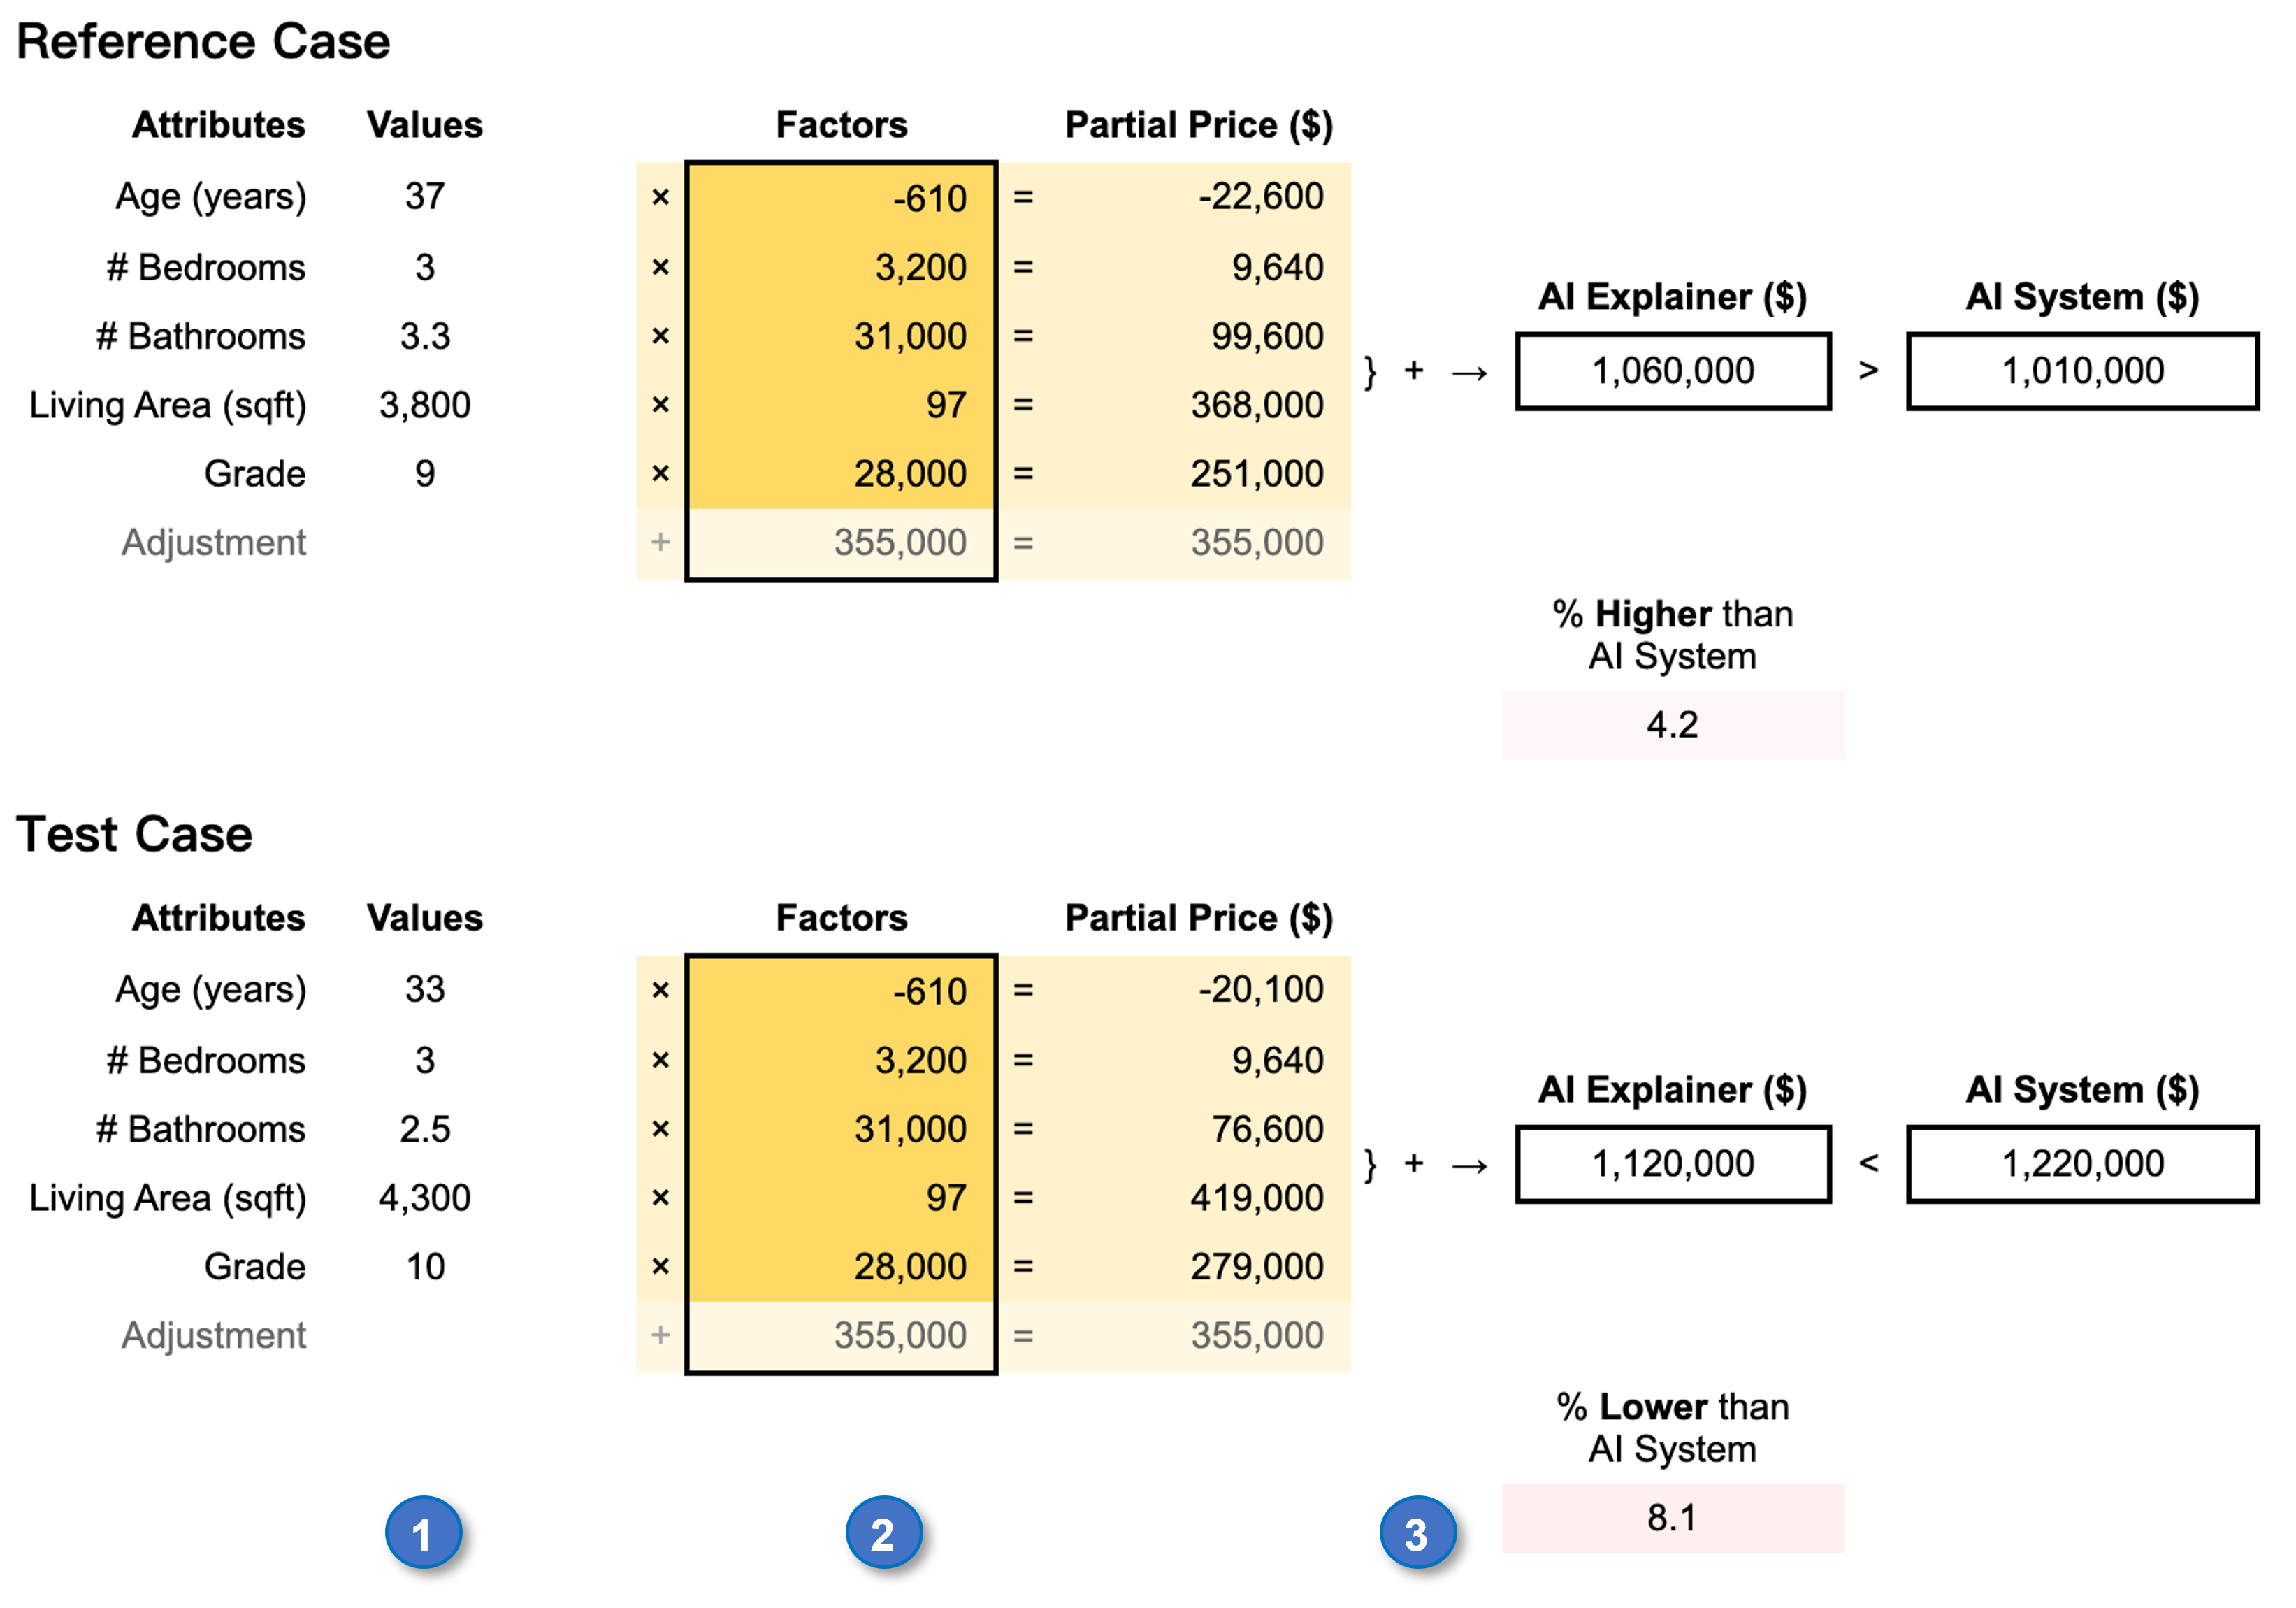 Reference Case
Attributes Values Factors Partial Price ($)
Age (years) 37 × -610 = -22,600
# Bedrooms 3 × 3,200 = 9,640
AI Explainer ($) AI System ($)
# Bathrooms 3.3 × 31,000 = 99,600
} + → 1,060,000 > 1,010,000
Living Area (sqft) 3,800 × 97 = 368,000
Grade 9 × 28,000 = 251,000
Adjustment + 355,000 = 355,000
% Higher than
AI System
4.2
Test Case
Attributes Values Factors Partial Price ($)
Age (years) 33 × -610 = -20,100
# Bedrooms 3 × 3,200 = 9,640
AI Explainer ($) AI System ($)
# Bathrooms 2.5 × 31,000 = 76,600
} + → 1,120,000 < 1,220,000
Living Area (sqft) 4,300 × 97 = 419,000
Grade 10 × 28,000 = 279,000
Adjustment + 355,000 = 355,000
% Lower than
AI System
8.1
1 2 3